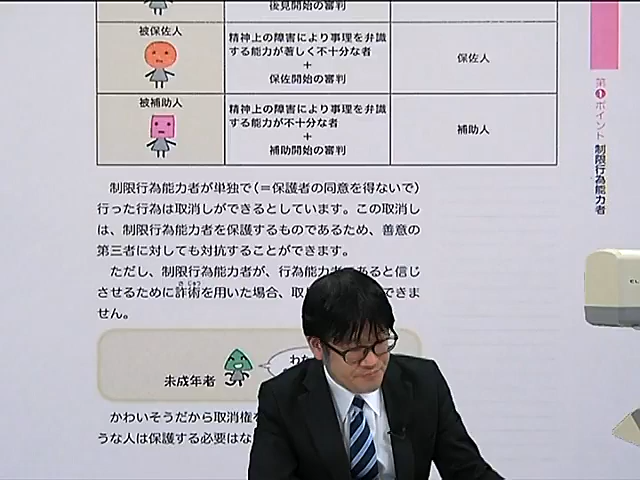 後見開始の審判
被保佐人
精神上の障害により事理を弁識
する能力が著しく不十分な者
+
保佐開始の審判
保佐人
被補助人
精神上の障害により事理を弁識
する能力が不十分な者
+
補助開始の審判
補助人
制限行為能力者が単独で（＝保護者の同意を得ないで）
行った行為は取消しができるとしています。この取消し
は、制限行為能力者を保護するものであるため、善意の
第三者に対しても対抗することができます。
ただし、制限行為能力者が、行為能力者であると信じ
させるために詐術を用いた場合、取 できま
せん。
未成年者
わた
かわいそうだから取消権を
うな人は保護する必要はな
第1ポイント 制限行為能力者